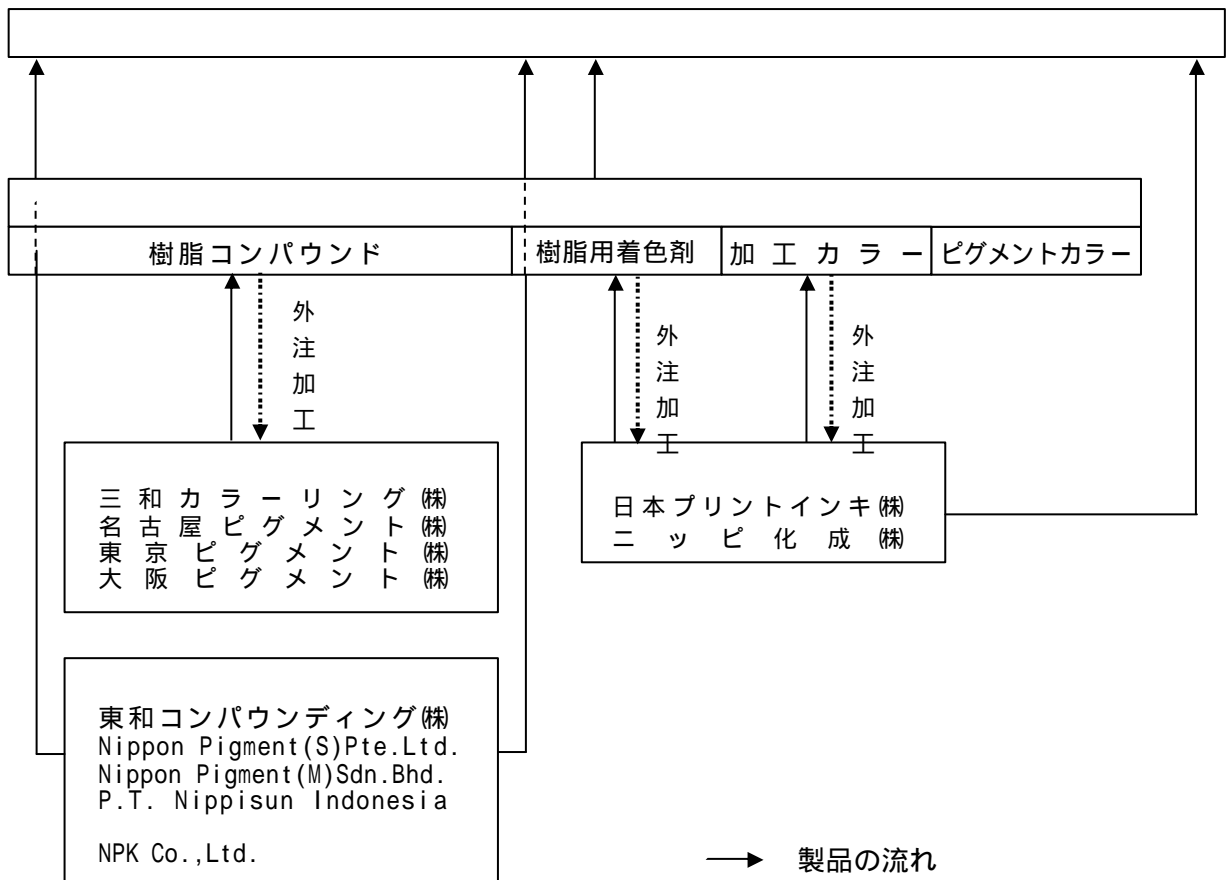 樹脂コンパウンド
樹脂用着色剤
加工カラー
ピグメントカラー
外注加工
外注加工
外注加工
三和カラーリング㈱
名古屋ピグメント㈱
東京ピグメント㈱
大阪ピグメント㈱
日本プリントインキ㈱
ニッピ化成㈱
東和コンパウンディング㈱
Nippon Pigment(S)Pte.Ltd.
Nippon Pigment(M)Sdn.Bhd.
P.T. Nippisun Indonesia
NPK Co.,Ltd.
製品の流れ